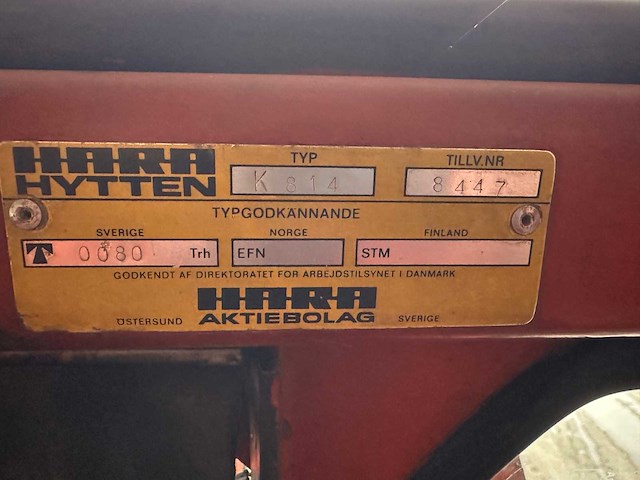 HARA TYP TILLV.NR
HYTTEN K 814 8447
TYPGODKÄNNANDE
SVERIGE NORGE FINLAND
T 0080 Trh EFN STM
GODKENDT AF DIREKTORATET FOR ARBEJDSTILSYNET I DANMARK
HARA
ÖSTERSUND AKTIEBOLAG SVERIGE